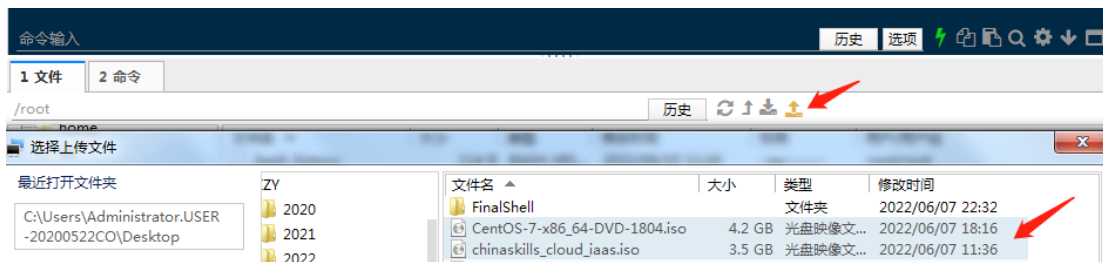 命令输入 历史 选项
1 文件 2 命令
/root 历史
home
选择上传文件
最近打开文件夹 ZY 文件名 大小 类型 修改时间
C:\Users\Administrator.USER
-20200522CO\Desktop
2020
2021
2022
FinalShell 文件夹 2022/06/07 22:32
CentOS-7-x86_64-DVD-1804.iso 4.2 GB 光盘映像文... 2022/06/07 18:16
chinaskills_cloud_iaas.iso 3.5 GB 光盘映像文... 2022/06/07 11:36